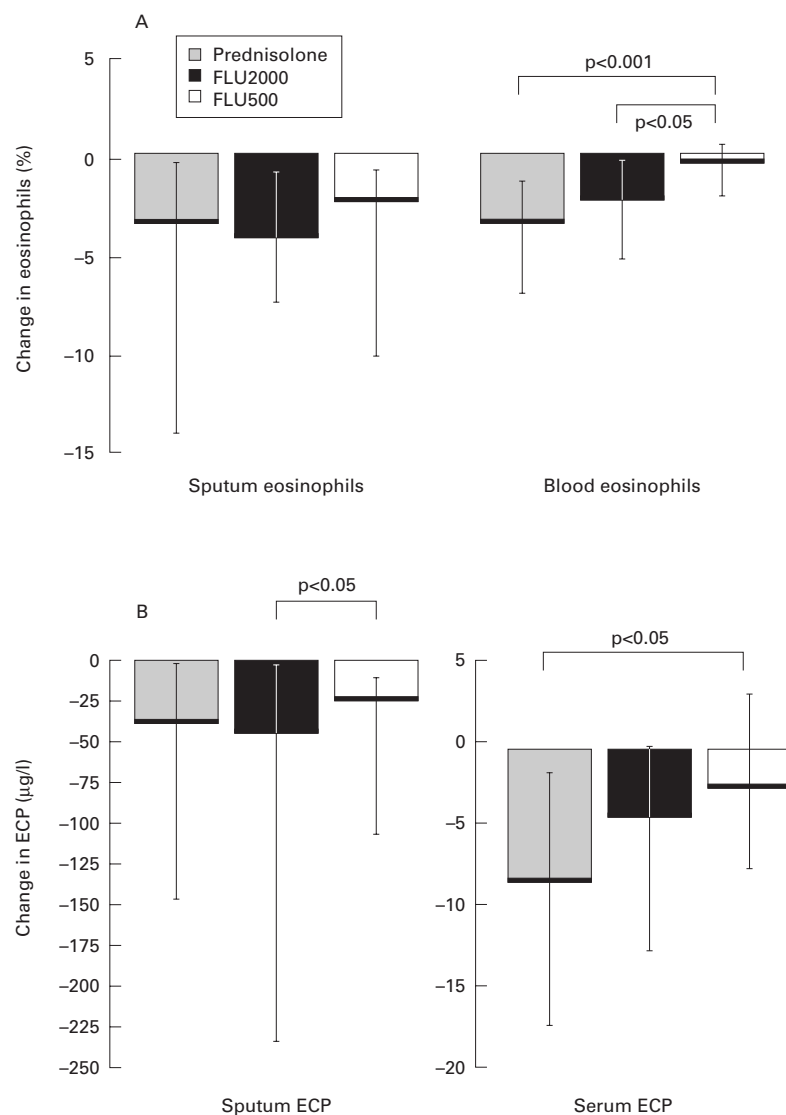 A
Prednisolone
FLU2000
FLU500
p<0.001
p<0.05
Change in eosinophils (%)
5
0
–5
–10
–15
Sputum eosinophils
Blood eosinophils
B
p<0.05
p<0.05
Change in ECP (μg/l)
0
–25
–50
–75
–100
–125
–150
–175
–200
–225
–250
5
0
–5
–10
–15
–20
Sputum ECP
Serum ECP